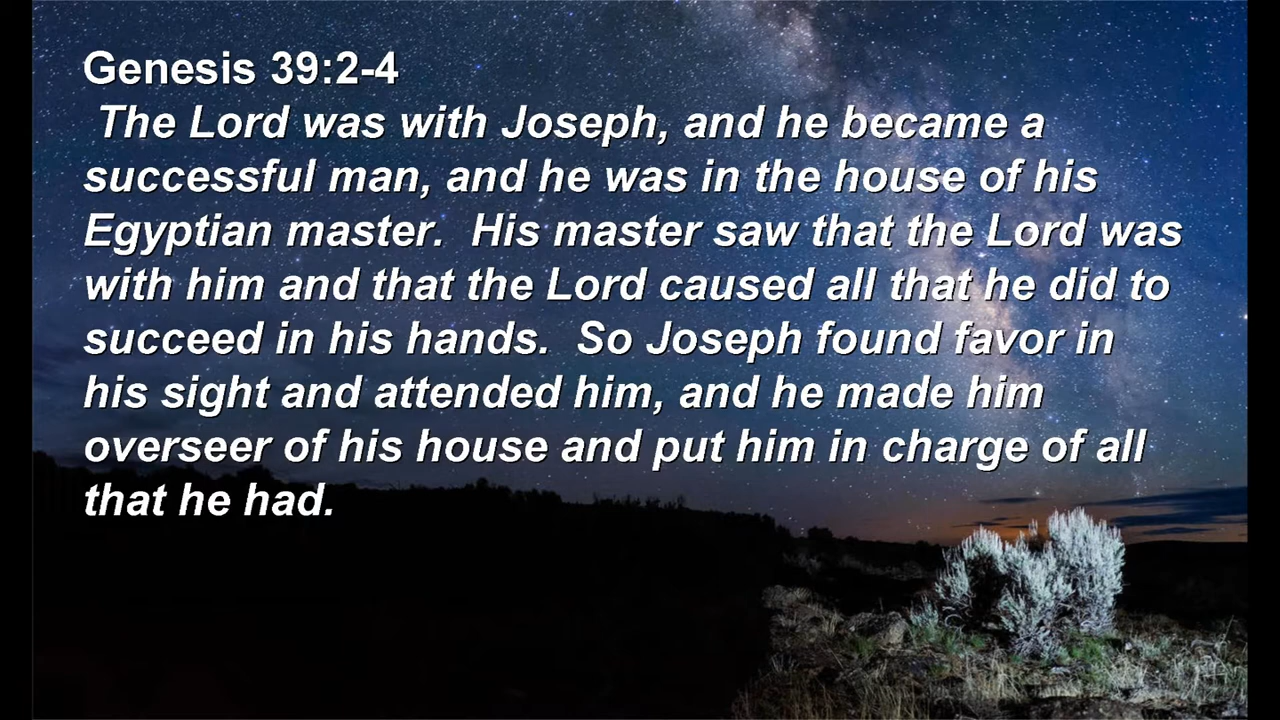 Genesis 39:2-4
The Lord was with Joseph, and he became a
successful man, and he was in the house of his
Egyptian master.  His master saw that the Lord was
with him and that the Lord caused all that he did to
succeed in his hands.  So Joseph found favor in
his sight and attended him, and he made him
overseer of his house and put him in charge of all
that he had.